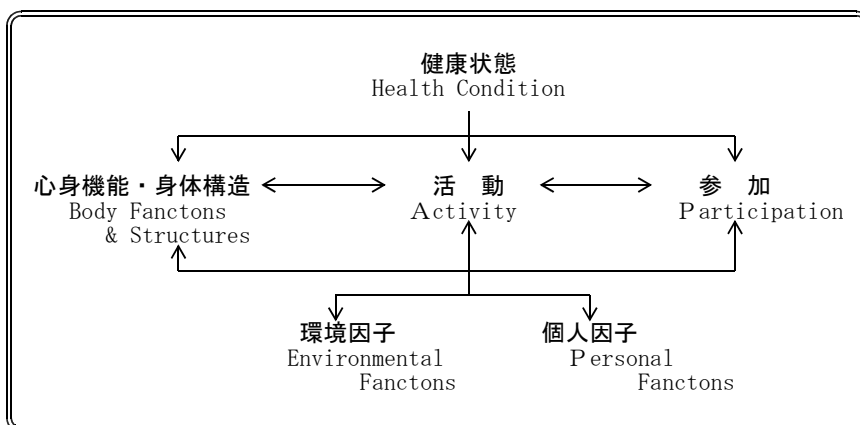 健康状態
Health Condition
心身機能・身体構造
Body Fanctons
& Structures
活　動
Activity
参　加
Participation
環境因子
Environmental
Fanctons
個人因子
Personal
Fanctons